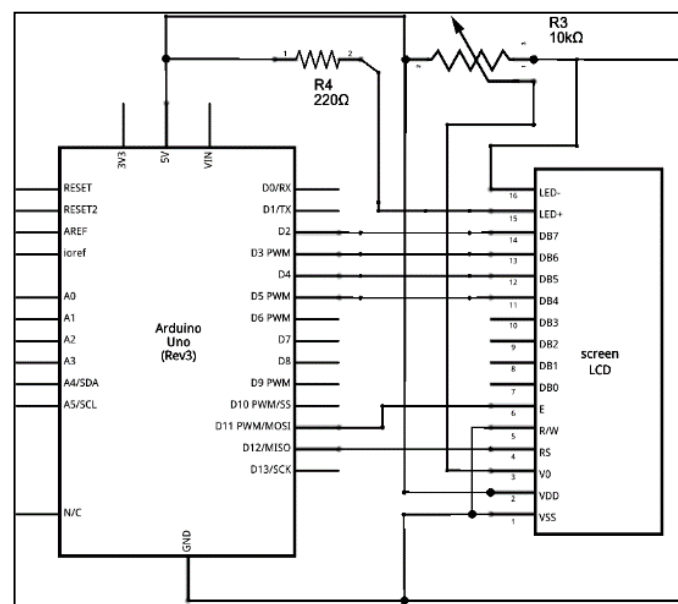 R3
10kΩ
1
2
R4
220Ω
3V3
5V
VIN
RESET
RESET2
AREF
ioref
A0
A1
A2
A3
A4/SDA
A5/SCL
N/C
Arduino
Uno
(Rev3)
D0/RX
D1/TX
D2
D3 PWM
D4
D5 PWM
D6 PWM
D7
D8
D9 PWM
D10 PWM/SS
D11 PWM/MOSI
D12/MISO
D13/SCK
GND
16 LED-
15 LED+
14 DB7
13 DB6
12 DB5
11 DB4
10 DB3
9 DB2
8 DB1
7 DB0
6 E
5 R/W
4 RS
3 V0
2 VDD
1 VSS
screen
LCD